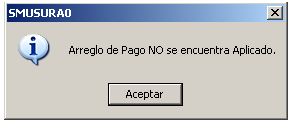 SMUSURA0
Arreglo de Pago NO se encuentra Aplicado.
Aceptar